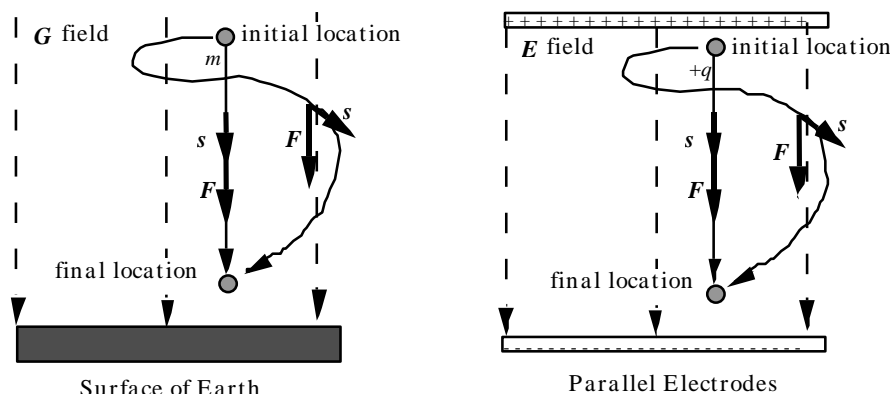 G field
initial location
m
s
F
s
F
final location
Surface of Earth
+ + + + + + + + + + + + + + +
E field
initial location
+q
s
F
s
F
final location
- - - - - - - - - - - - - - - - - - - -
Parallel Electrodes